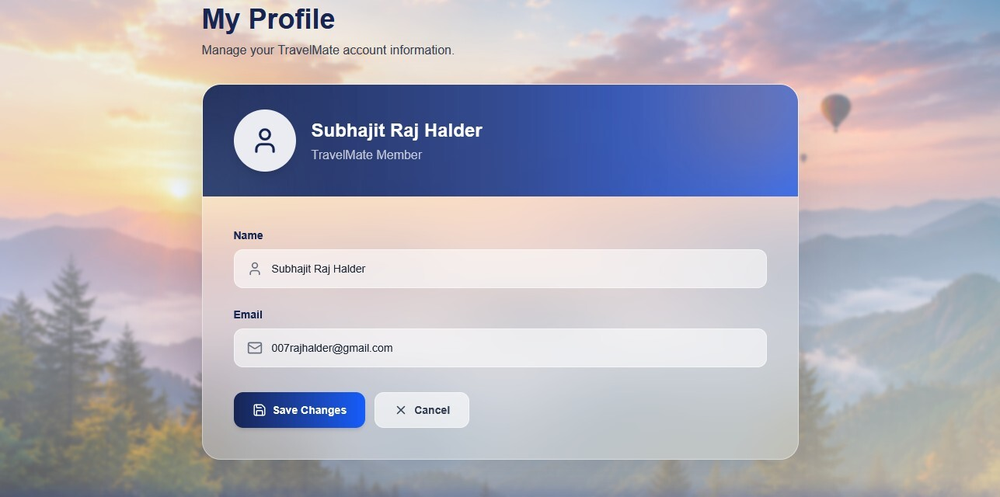 My Profile
Manage your TravelMate account information.
Subhajit Raj Halder
TravelMate Member
Name
Subhajit Raj Halder
Email
007rajhalder@gmail.com
Save Changes
Cancel